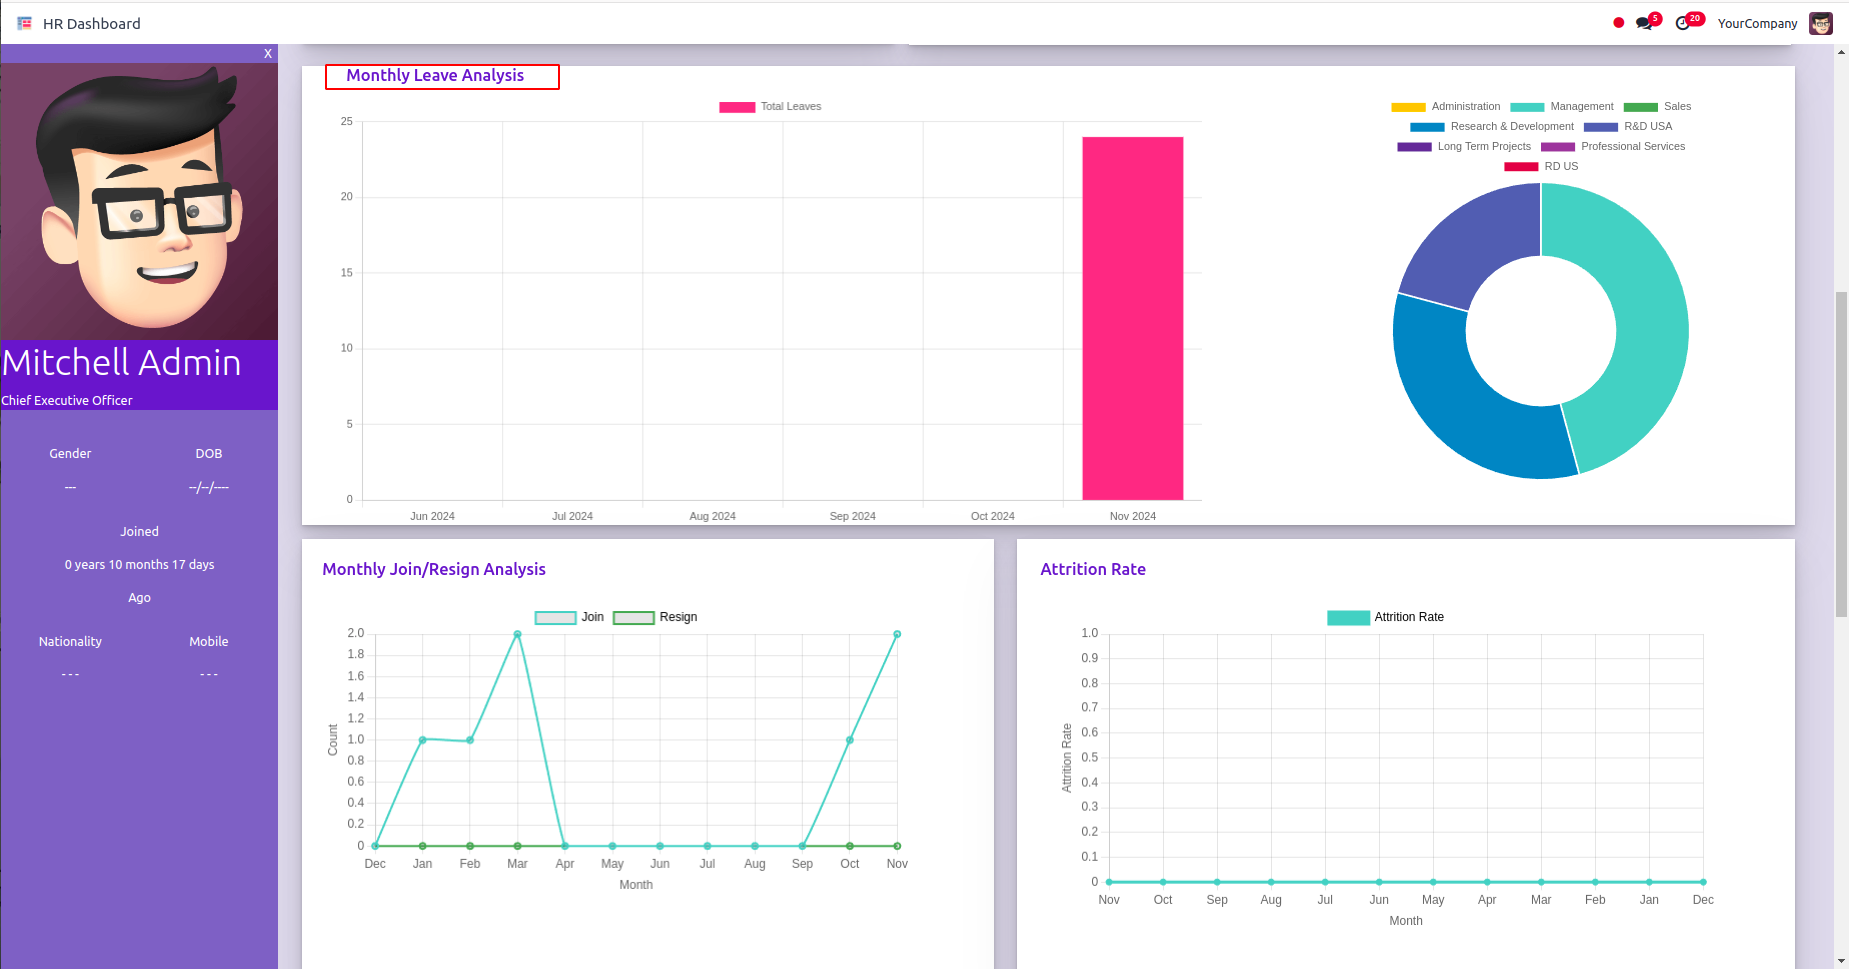 HR Dashboard
5
20
YourCompany
X
Mitchell Admin
Chief Executive Officer
Gender DOB
--- --/--/----
Joined
0 years 10 months 17 days
Ago
Nationality Mobile
--- ---
Monthly Leave Analysis
Total Leaves
25
20
15
10
5
0
Jun 2024 Jul 2024 Aug 2024 Sep 2024 Oct 2024 Nov 2024
Administration Management Sales
Research & Development R&D USA
Long Term Projects Professional Services
RD US
Monthly Join/Resign Analysis
Join Resign
2.0
1.8
1.6
1.4
1.2
1.0
0.8
0.6
0.4
0.2
0
Count
Dec Jan Feb Mar Apr May Jun Jul Aug Sep Oct Nov
Month
Attrition Rate
Attrition Rate
1.0
0.9
0.8
0.7
0.6
0.5
0.4
0.3
0.2
0.1
0
Attrition Rate
Nov Oct Sep Aug Jul Jun May Apr Mar Feb Jan Dec
Month